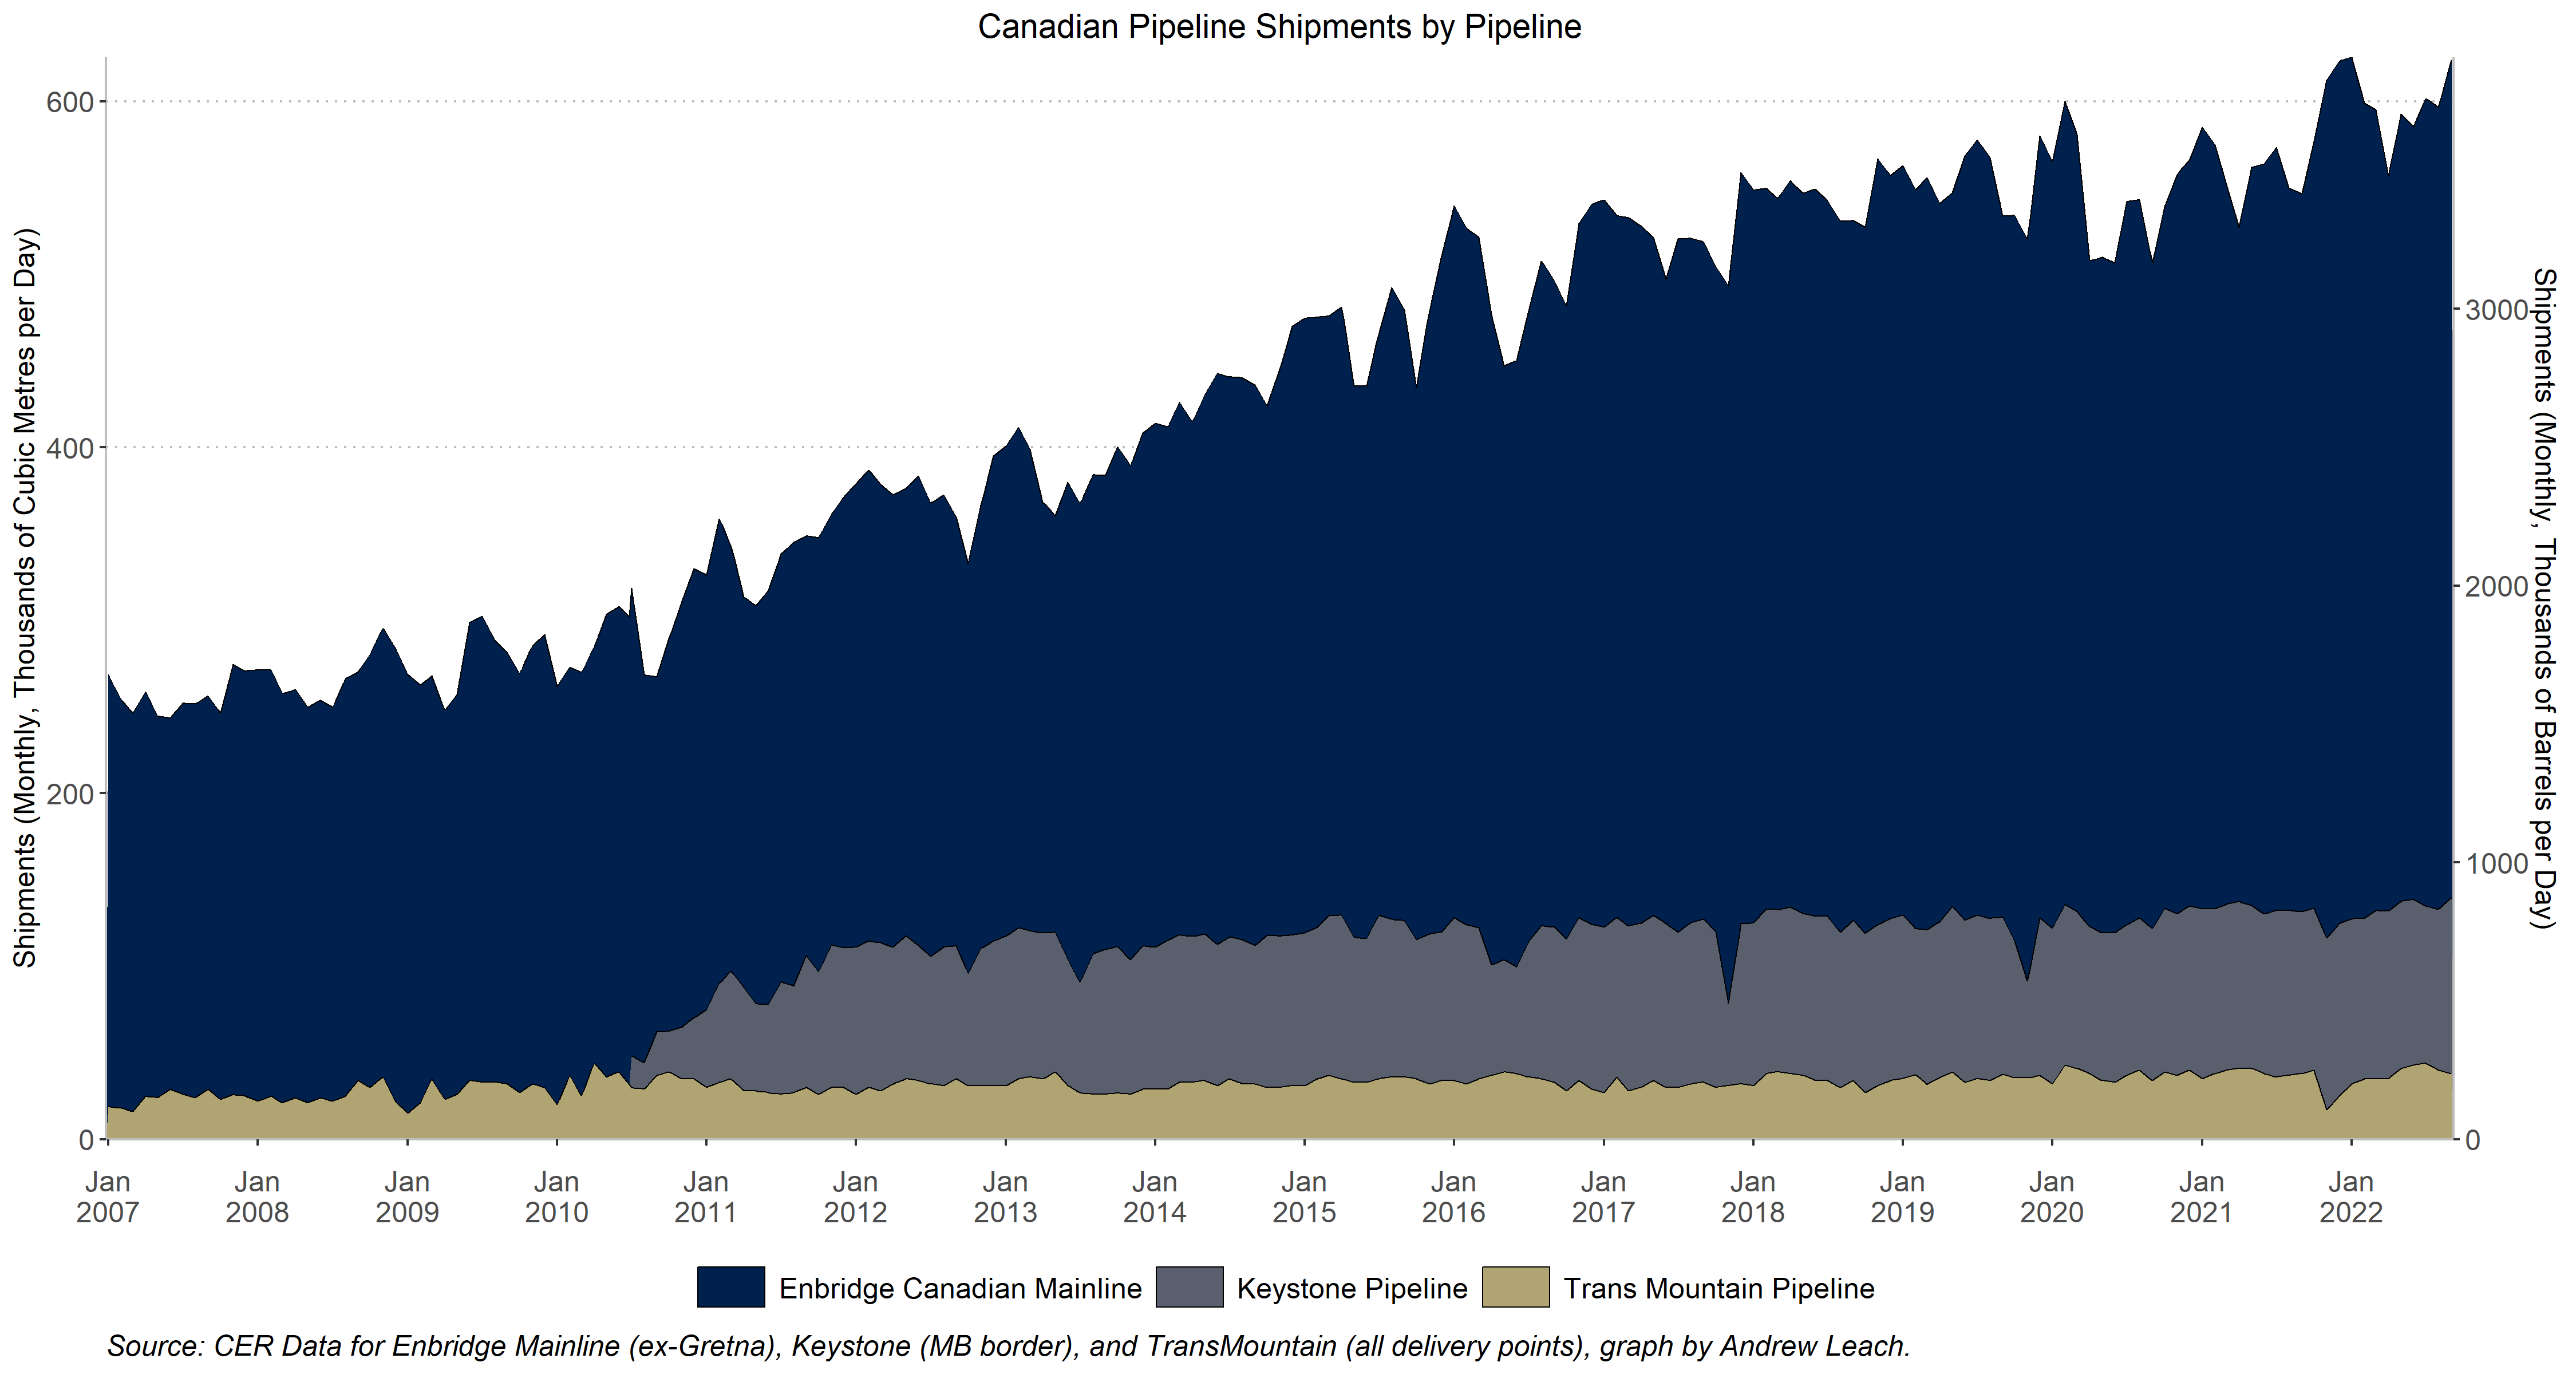 Canadian Pipeline Shipments by Pipeline
Shipments (Monthly, Thousands of Cubic Metres per Day)
600
400
200
0
Shipments (Monthly, Thousands of Barrels per Day)
3000
2000
1000
0
Jan 2007
Jan 2008
Jan 2009
Jan 2010
Jan 2011
Jan 2012
Jan 2013
Jan 2014
Jan 2015
Jan 2016
Jan 2017
Jan 2018
Jan 2019
Jan 2020
Jan 2021
Jan 2022
Enbridge Canadian Mainline
Keystone Pipeline
Trans Mountain Pipeline
Source: CER Data for Enbridge Mainline (ex-Gretna), Keystone (MB border), and TransMountain (all delivery points), graph by Andrew Leach.